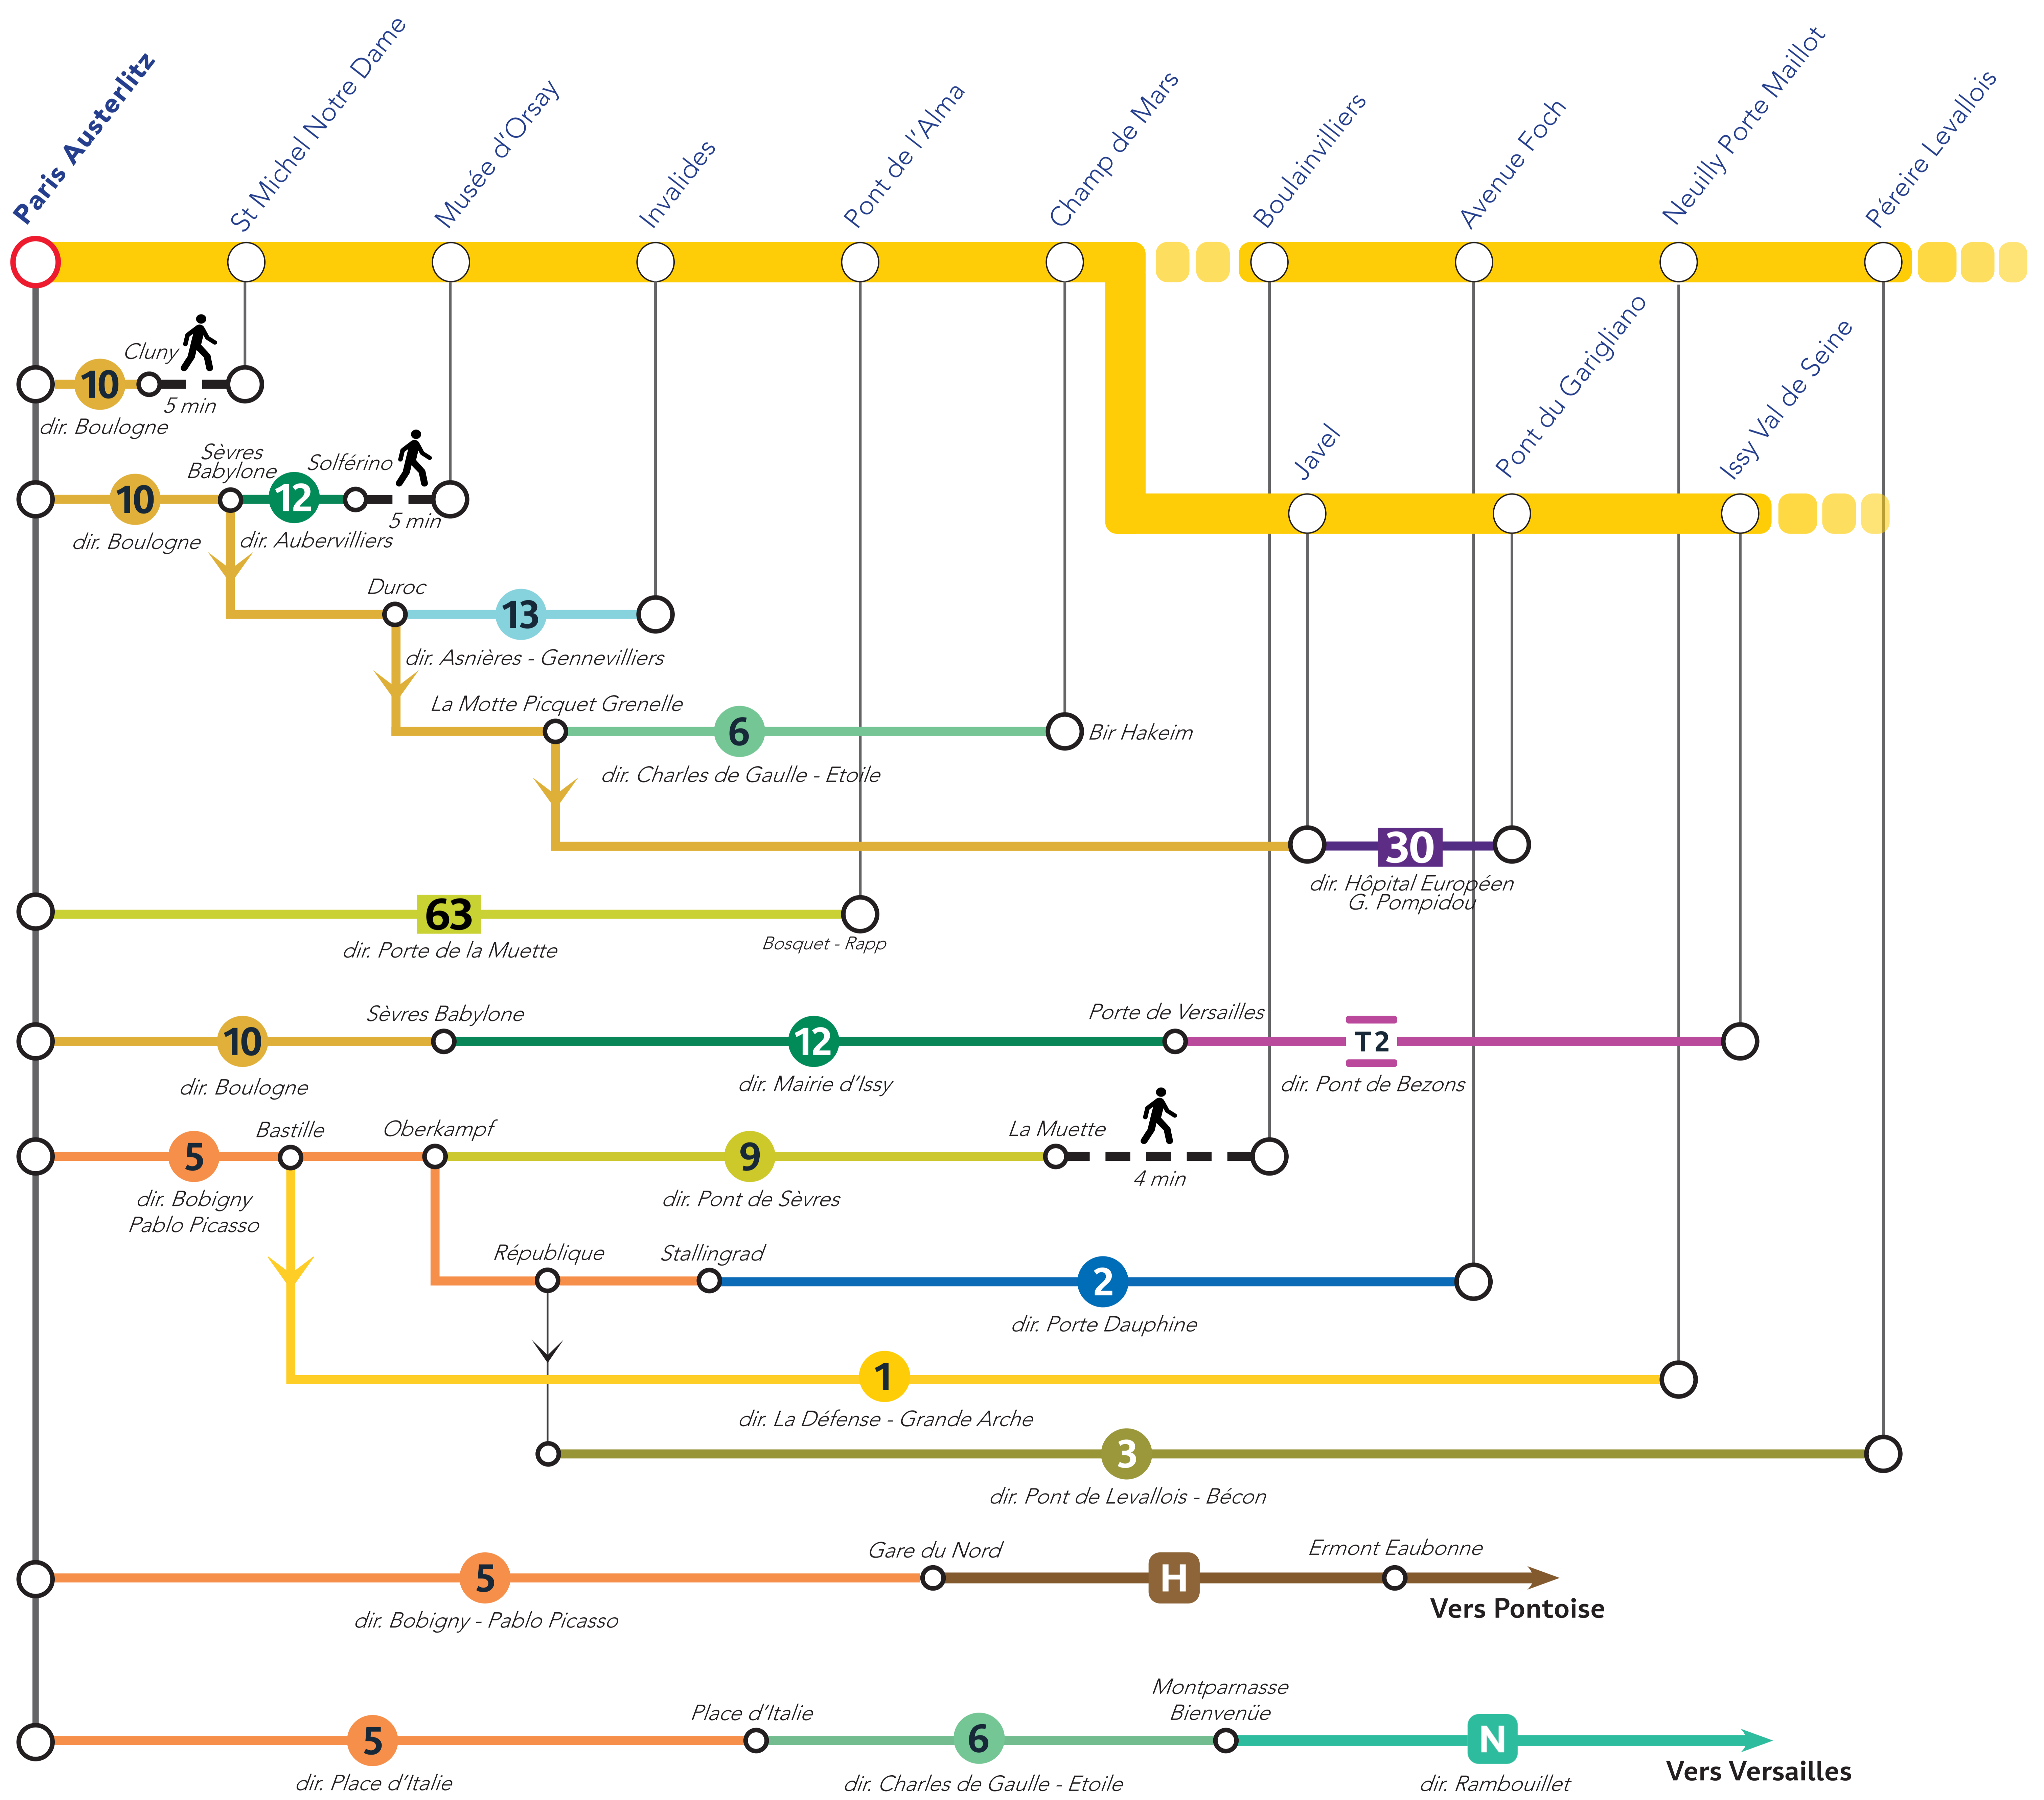 Paris Austerlitz
St Michel Notre Dame
Musée d'Orsay
Invalides
Pont de l'Alma
Champ de Mars
Boulainvilliers
Avenue Foch
Neuilly Porte Maillot
Péreire Levallois
Javel
Pont du Garigliano
Issy Val de Seine
Cluny
10
5 min
dir. Boulogne
Sèvres
Babylone
Solférino
10
12
5 min
dir. Boulogne
dir. Aubervilliers
Duroc
13
dir. Asnières - Gennevilliers
La Motte Picquet Grenelle
6
Bir Hakeim
dir. Charles de Gaulle - Etoile
30
dir. Hôpital Européen
G. Pompidou
63
dir. Porte de la Muette
Bosquet - Rapp
Sèvres Babylone
Porte de Versailles
10
12
T2
dir. Boulogne
dir. Mairie d'Issy
dir. Pont de Bezons
Bastille
Oberkampf
La Muette
5
9
4 min
dir. Bobigny
Pablo Picasso
dir. Pont de Sèvres
République
Stallingrad
2
dir. Porte Dauphine
1
dir. La Défense - Grande Arche
3
dir. Pont de Levallois - Bécon
Gare du Nord
Ermont Eaubonne
5
H
Vers Pontoise
dir. Bobigny - Pablo Picasso
Place d'Italie
Montparnasse
Bienvenüe
5
6
N
dir. Place d'Italie
dir. Charles de Gaulle - Etoile
dir. Rambouillet
Vers Versailles